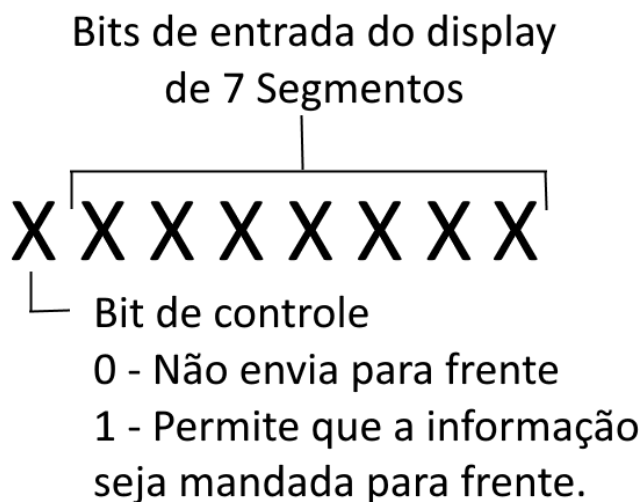 Bits de entrada do display
de 7 Segmentos
X X X X X X X X
Bit de controle
0 - Não envia para frente
1 - Permite que a informação
seja mandada para frente.